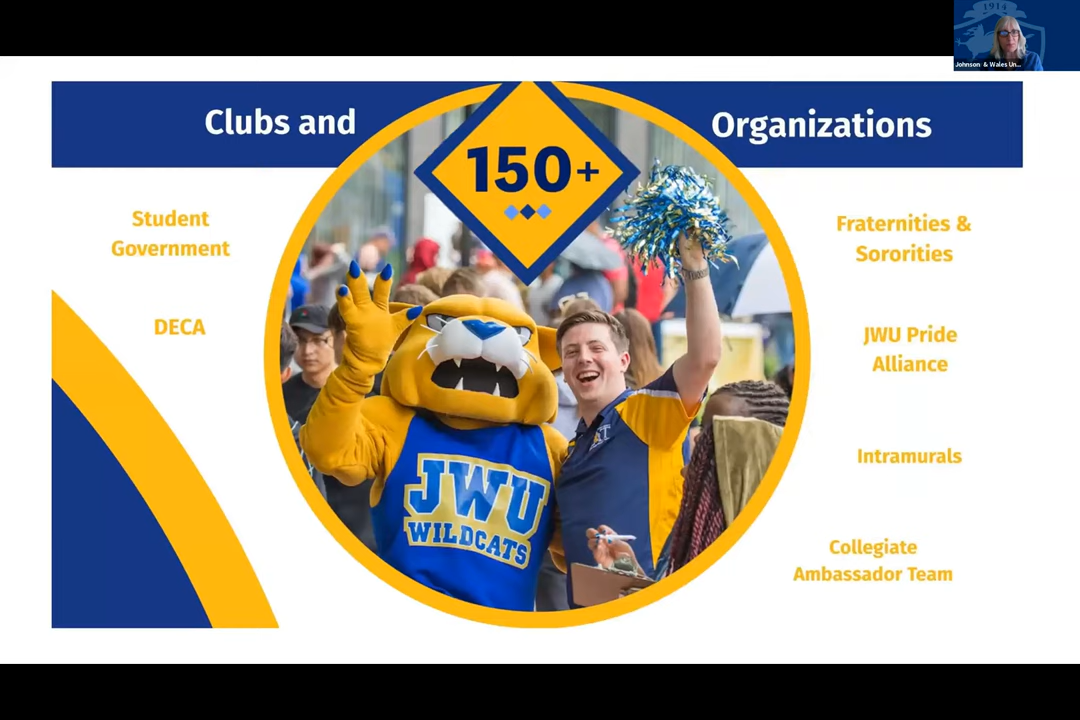 1914
Johnson & Wales Un...
Clubs and
Organizations
150+
Student
Government
DECA
Fraternities &
Sororities
JWU Pride
Alliance
Intramurals
Collegiate
Ambassador Team
JWU
WILDCATS